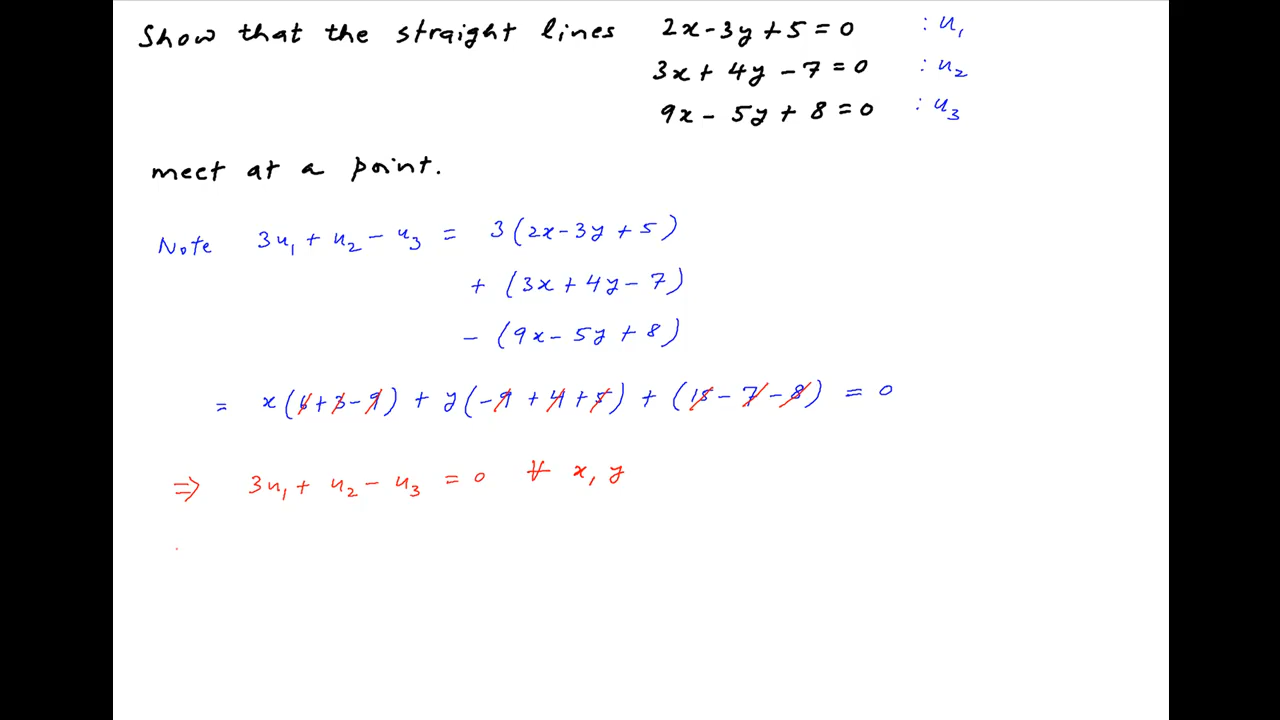 Show that the straight lines 2x - 3y + 5 = 0 : u₁
3x + 4y - 7 = 0 : u₂
9x - 5y + 8 = 0 : u₃
meet at a point.
Note 3u₁ + u₂ - u₃ = 3(2x - 3y + 5)
+ (3x + 4y - 7)
- (9x - 5y + 8)
= x(6 + 3 - 9) + y(-9 + 4 + 5) + (15 - 7 - 8) = 0
⇒ 3u₁ + u₂ - u₃ = 0 ∀ x, y